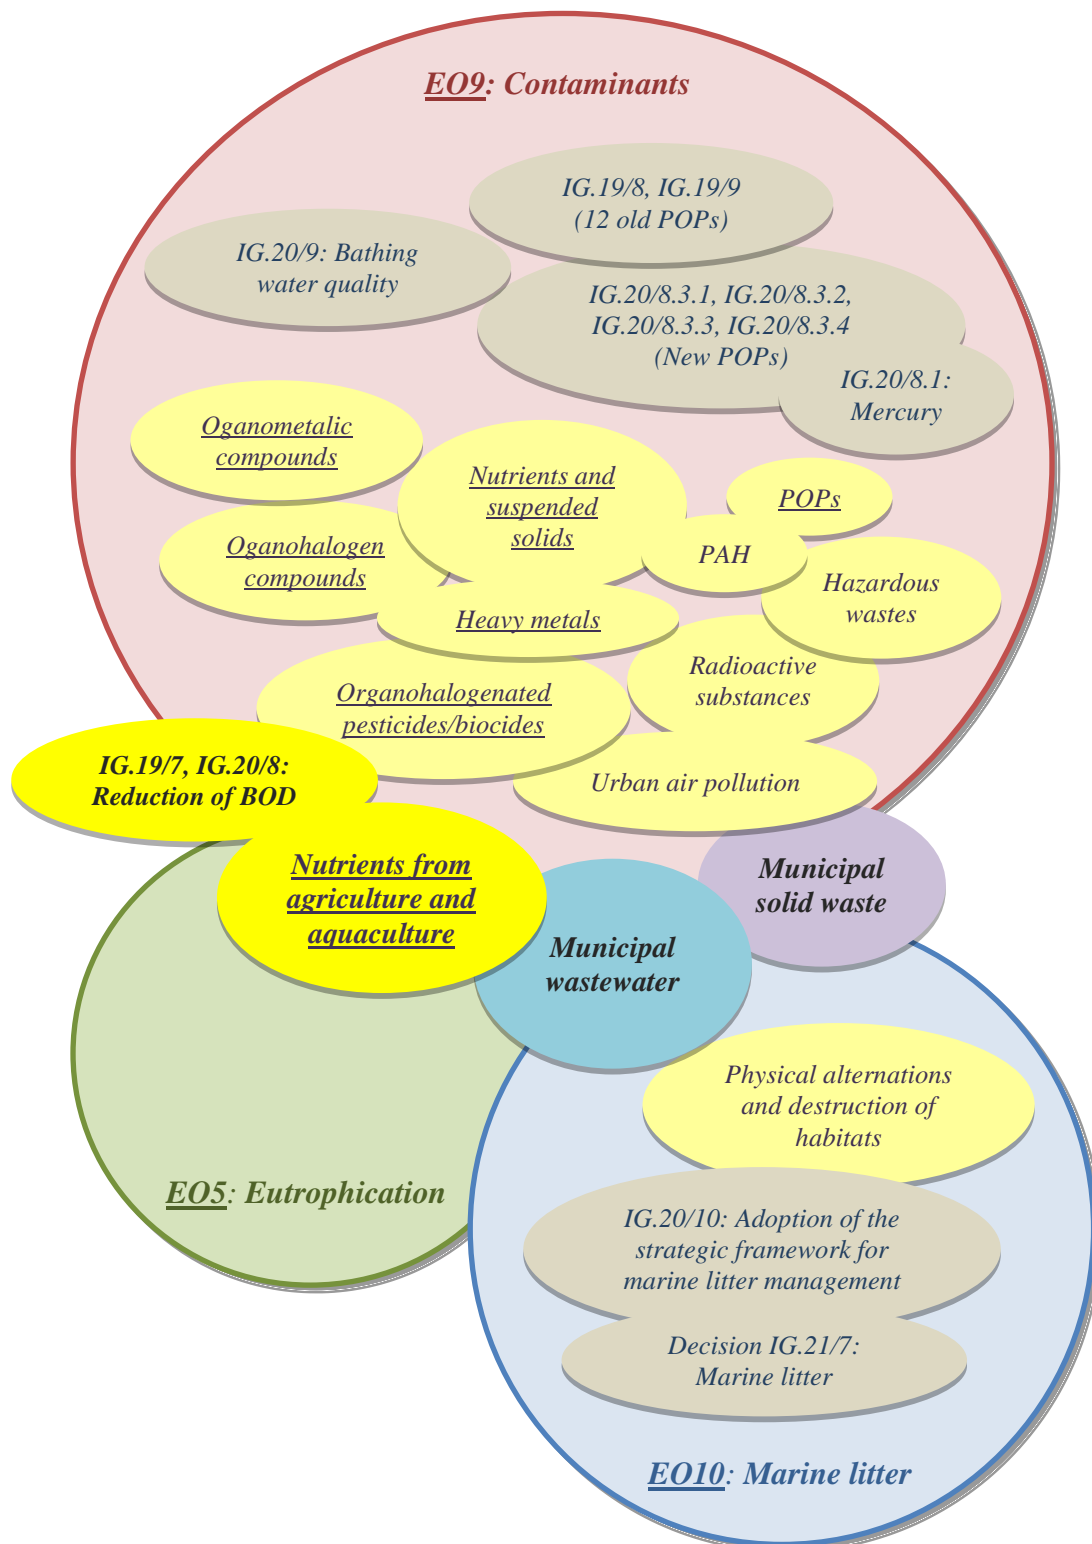 EO9: Contaminants
IG.19/8, IG.19/9
(12 old POPs)
IG.20/9: Bathing
water quality
IG.20/8.3.1, IG.20/8.3.2,
IG.20/8.3.3, IG.20/8.3.4
(New POPs)
IG.20/8.1:
Mercury
Oganometalic
compounds
Nutrients and
suspended
solids
POPs
Oganohalogen
compounds
PAH
Hazardous
wastes
Heavy metals
Radioactive
substances
Organohalogenated
pesticides/biocides
IG.19/7, IG.20/8:
Reduction of BOD
Urban air pollution
Nutrients from
agriculture and
aquaculture
Municipal
solid waste
Municipal
wastewater
Physical alternations
and destruction of
habitats
EO5: Eutrophication
IG.20/10: Adoption of the
strategic framework for
marine litter management
Decision IG.21/7:
Marine litter
EO10: Marine litter